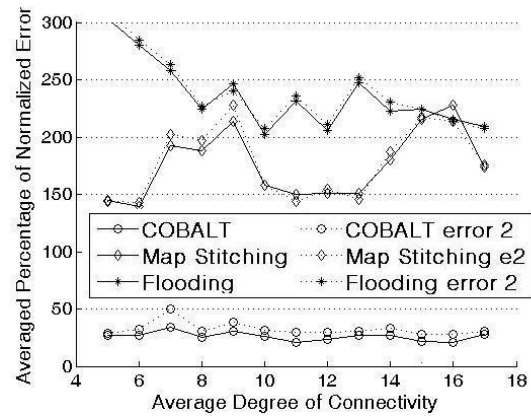 Averaged Percentage of Normalized Error
300
250
200
150
100
50
0
COBALT
COBALT error 2
Map Stitching
Map Stitching e2
Flooding
Flooding error 2
4 6 8 10 12 14 16 18
Average Degree of Connectivity